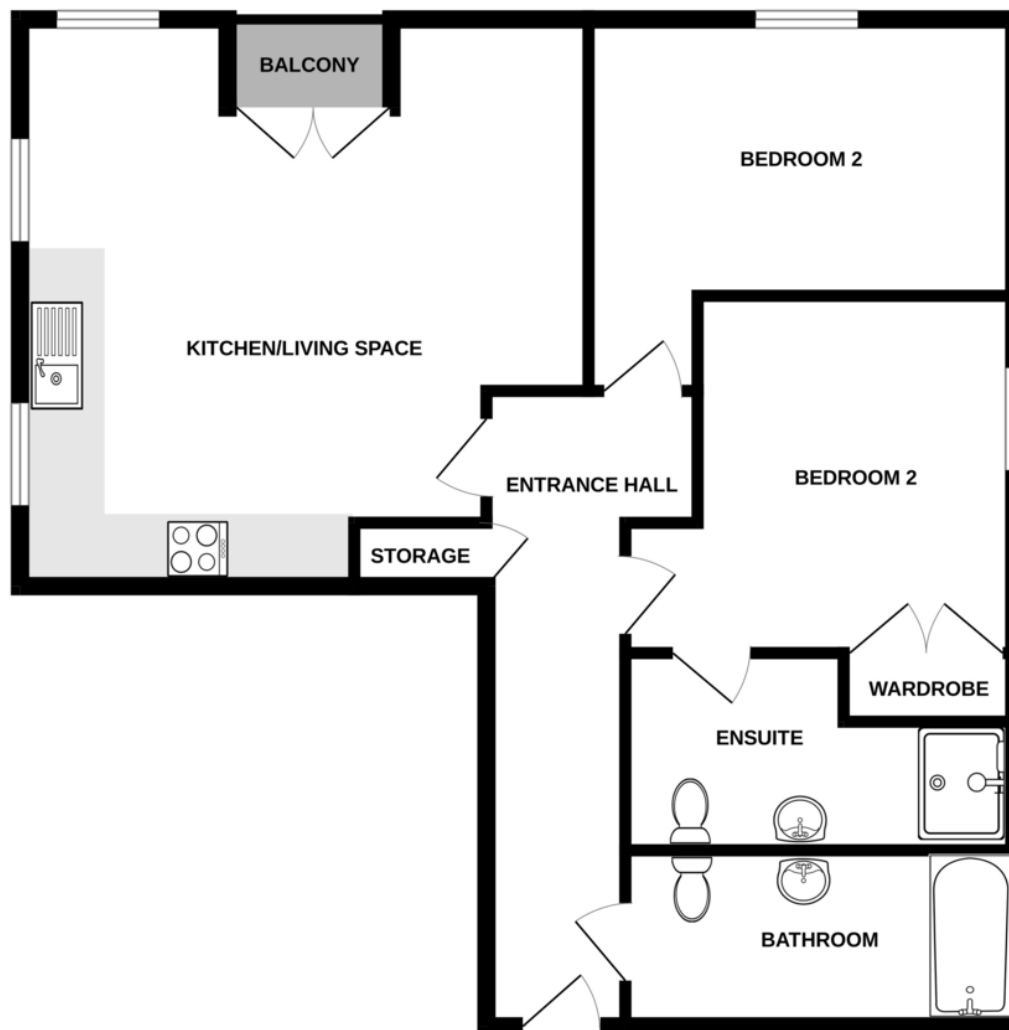 BALCONY
BEDROOM 2
KITCHEN/LIVING SPACE
BEDROOM 2
ENTRANCE HALL
STORAGE
WARDROBE
ENSUITE
BATHROOM